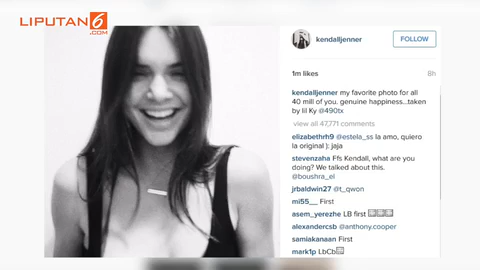 LIPUTAN6
.COM
kendalljenner
FOLLOW
1m likes
8h
kendalljenner my favorite photo for all
40 mill of you. genuine happiness...taken
by lil Ky @490tx
view all 47,771 comments
elizabethrh9 @estela_ss la amo, quiero
la original ): jaja
stevenzaha Ffs Kendall, what are you
doing? We talked about this.
@boushra_el
jrbaldwin27 @t_qwon
mi55__ First
asem_yerezhe LB first
alexandercsb @anthony.cooper
samiakanaan First
mark1p LbCb